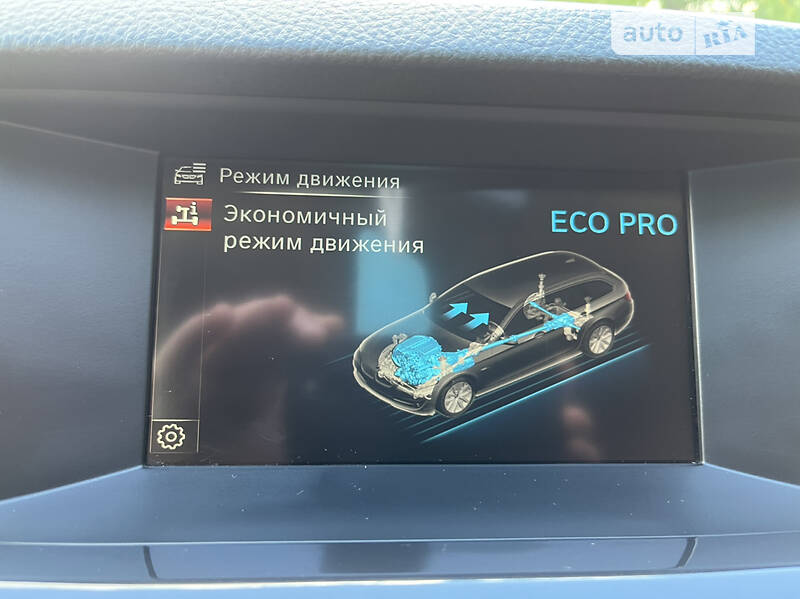 auto RIA
Режим движения
Экономичный
режим движения
ECO PRO